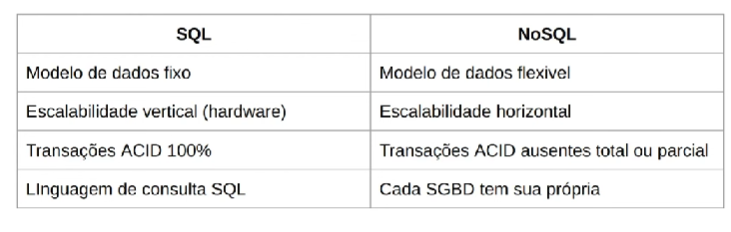 SQL NoSQL
Modelo de dados fixo Modelo de dados flexivel
Escalabilidade vertical (hardware) Escalabilidade horizontal
Transações ACID 100% Transações ACID ausentes total ou parcial
LInguagem de consulta SQL Cada SGBD tem sua própria